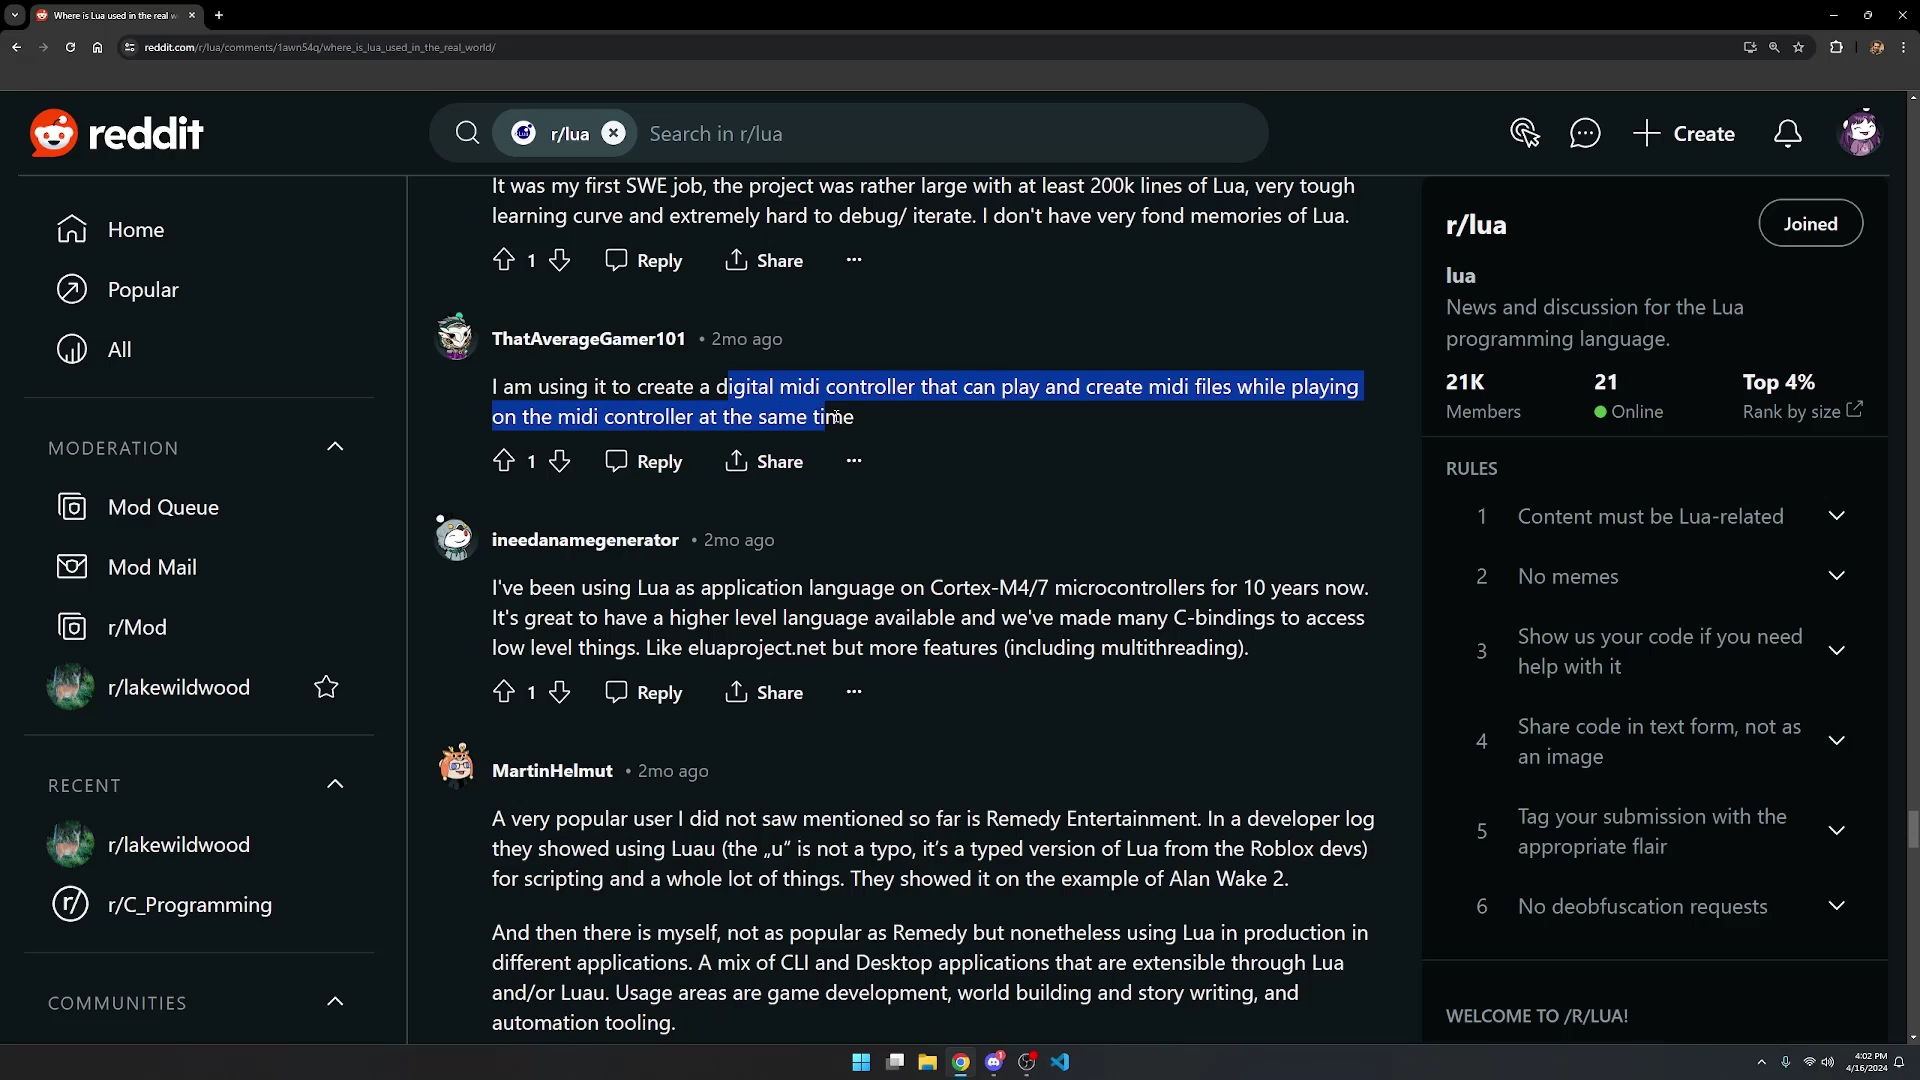 Where is Lua used in the real w
reddit.com/r/lua/comments/1awn54q/where_is_lua_used_in_the_real_world/
reddit
r/lua
Search in r/lua
Create
Home
Popular
All
MODERATION
Mod Queue
Mod Mail
r/Mod
r/lakewildwood
RECENT
r/lakewildwood
r/C_Programming
COMMUNITIES
It was my first SWE job, the project was rather large with at least 200k lines of Lua, very tough
learning curve and extremely hard to debug/ iterate. I don't have very fond memories of Lua.
1 Reply Share
ThatAverageGamer101 • 2mo ago
I am using it to create a digital midi controller that can play and create midi files while playing
on the midi controller at the same time
1 Reply Share
ineedanamegenerator • 2mo ago
I've been using Lua as application language on Cortex-M4/7 microcontrollers for 10 years now.
It's great to have a higher level language available and we've made many C-bindings to access
low level things. Like eluaproject.net but more features (including multithreading).
1 Reply Share
MartinHelmut • 2mo ago
A very popular user I did not saw mentioned so far is Remedy Entertainment. In a developer log
they showed using Luau (the „u“ is not a typo, it’s a typed version of Lua from the Roblox devs)
for scripting and a whole lot of things. They showed it on the example of Alan Wake 2.
And then there is myself, not as popular as Remedy but nonetheless using Lua in production in
different applications. A mix of CLI and Desktop applications that are extensible through Lua
and/or Luau. Usage areas are game development, world building and story writing, and
automation tooling.
r/lua
Joined
lua
News and discussion for the Lua
programming language.
21K 21 Top 4%
Members Online Rank by size
RULES
1 Content must be Lua-related
2 No memes
3 Show us your code if you need
help with it
4 Share code in text form, not as
an image
5 Tag your submission with the
appropriate flair
6 No deobfuscation requests
WELCOME TO /R/LUA!
4:02 PM
4/16/2024